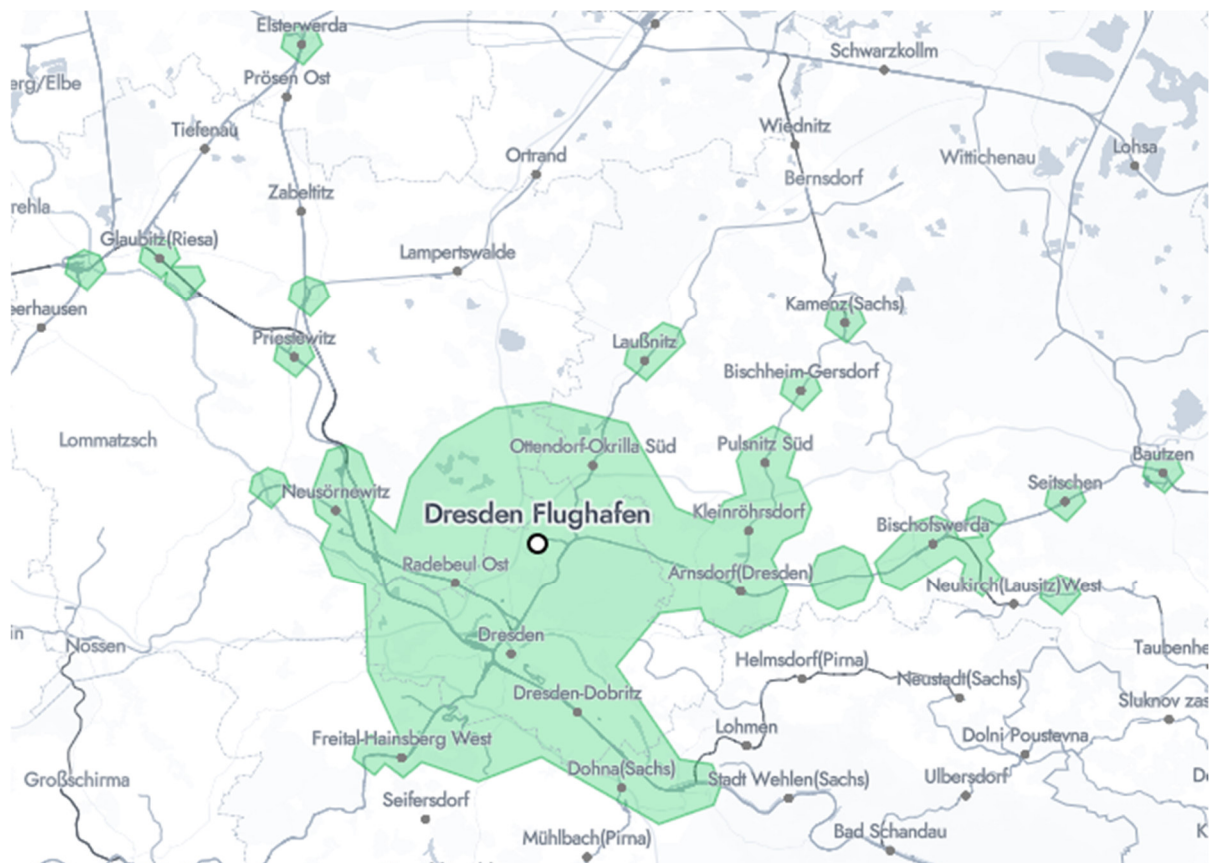 Elsterwerda
Schwarzkollm
erg/Elbe
Prösen Ost
Tiefenau
Wiednitz
Lohsa
Ortrand
Wittichenau
Bernsdorf
Zabeltitz
rehla
Glaubitz(Riesa)
Lampertswalde
eerhausen
Kamenz(Sachs)
Priestewitz
Laußnitz
Bischheim-Gersdorf
Lommatzsch
Ottendorf-Okrilla Süd
Pulsnitz Süd
Bautzen
Neusörnewitz
Seitschen
Dresden Flughafen
Kleinröhrsdorf
Bischofswerda
Radebeul Ost
Arnsdorf(Dresden)
Neukirch(Lausitz)West
in
Nossen
Dresden
Taubenhe
Helmsdorf(Pirna)
Neustadt(Sachs)
Dresden-Dobritz
Sluknov zas
Freital-Hainsberg West
Lohmen
Dolni Poustevna
Großschirma
Dohna(Sachs)
Stadt Wehlen(Sachs)
Ulbersdorf
Seifersdorf
Mühlbach(Pirna)
Bad Schandau
K